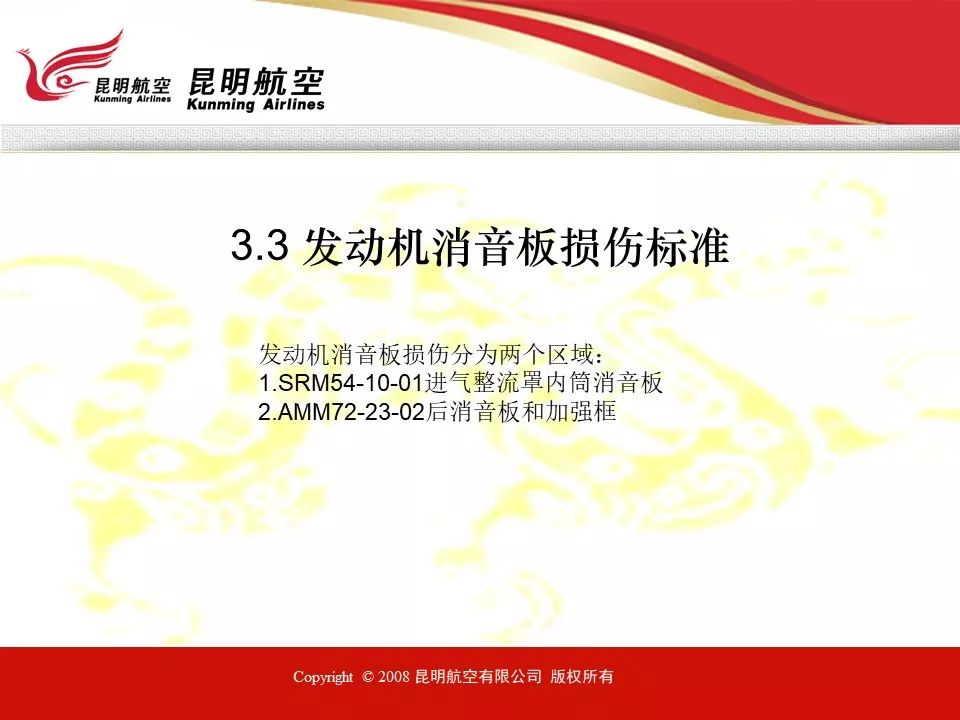 昆明航空
Kunming Airlines
昆明航空
Kunming Airlines
3.3 发动机消音板损伤标准
发动机消音板损伤分为两个区域：
1.SRM54-10-01进气整流罩内筒消音板
2.AMM72-23-02后消音板和加强框
Copyright © 2008 昆明航空有限公司 版权所有